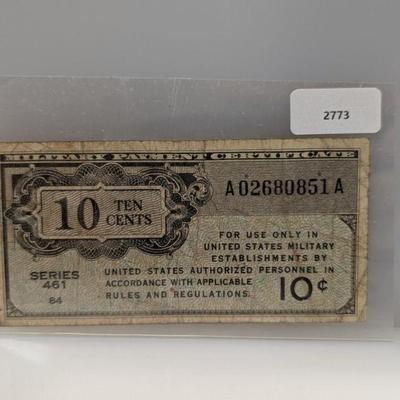 2773
MILITARY PAYMENT CERTIFICATE
A02680851A
10 TEN CENTS
FOR USE ONLY IN
UNITED STATES MILITARY
ESTABLISHMENTS BY
SERIES
461
UNITED STATES AUTHORIZED PERSONNEL IN
ACCORDANCE WITH APPLICABLE
RULES AND REGULATIONS.
84
10¢